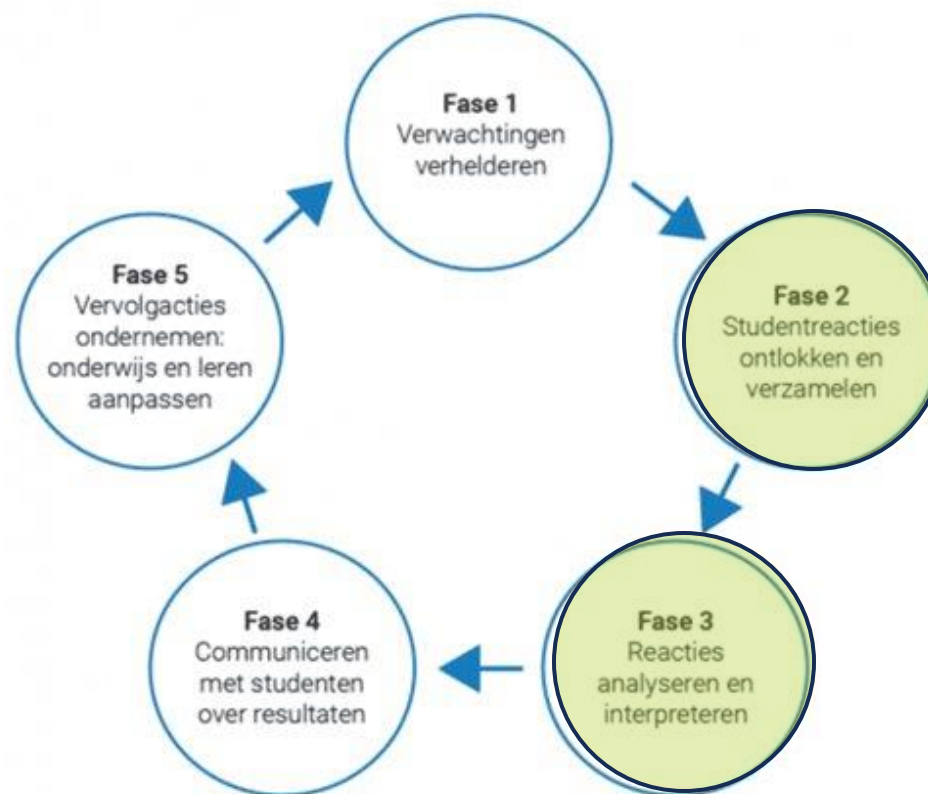 Fase 1
Verwachtingen
verhelderen
Fase 2
Studentreacties
ontlokken en
verzamelen
Fase 3
Reacties
analyseren en
interpreteren
Fase 4
Communiceren
met studenten
over resultaten
Fase 5
Vervolgacties
ondernemen:
onderwijs en leren
aanpassen